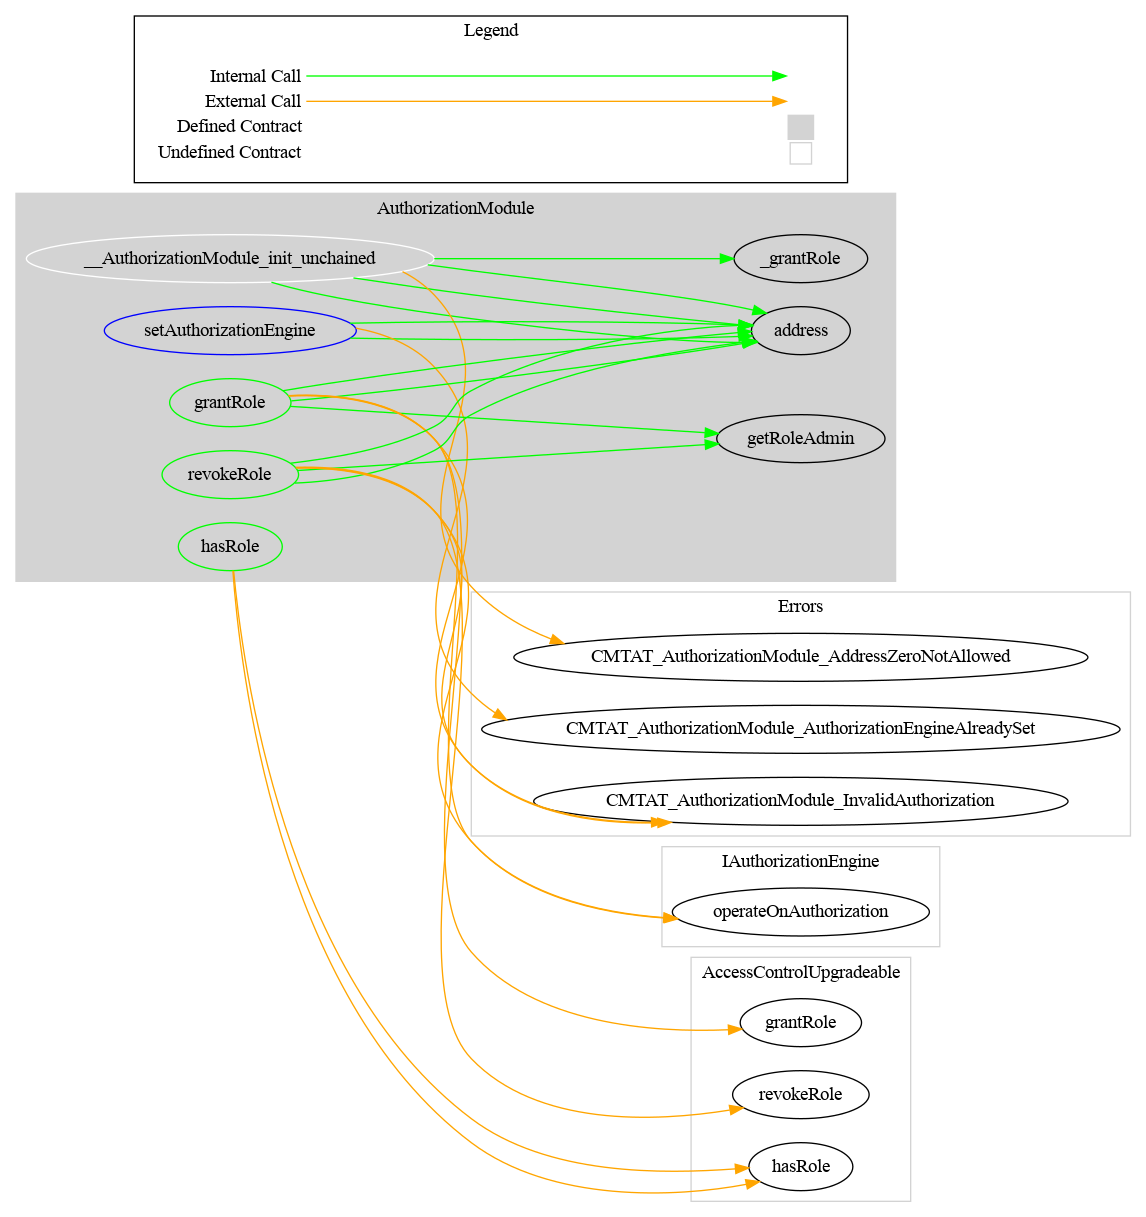 Legend
Internal Call
External Call
Defined Contract
Undefined Contract
AuthorizationModule
__AuthorizationModule_init_unchained
_grantRole
setAuthorizationEngine
address
grantRole
getRoleAdmin
revokeRole
hasRole
Errors
CMTAT_AuthorizationModule_AddressZeroNotAllowed
CMTAT_AuthorizationModule_AuthorizationEngineAlreadySet
CMTAT_AuthorizationModule_InvalidAuthorization
IAuthorizationEngine
operateOnAuthorization
AccessControlUpgradeable
grantRole
revokeRole
hasRole